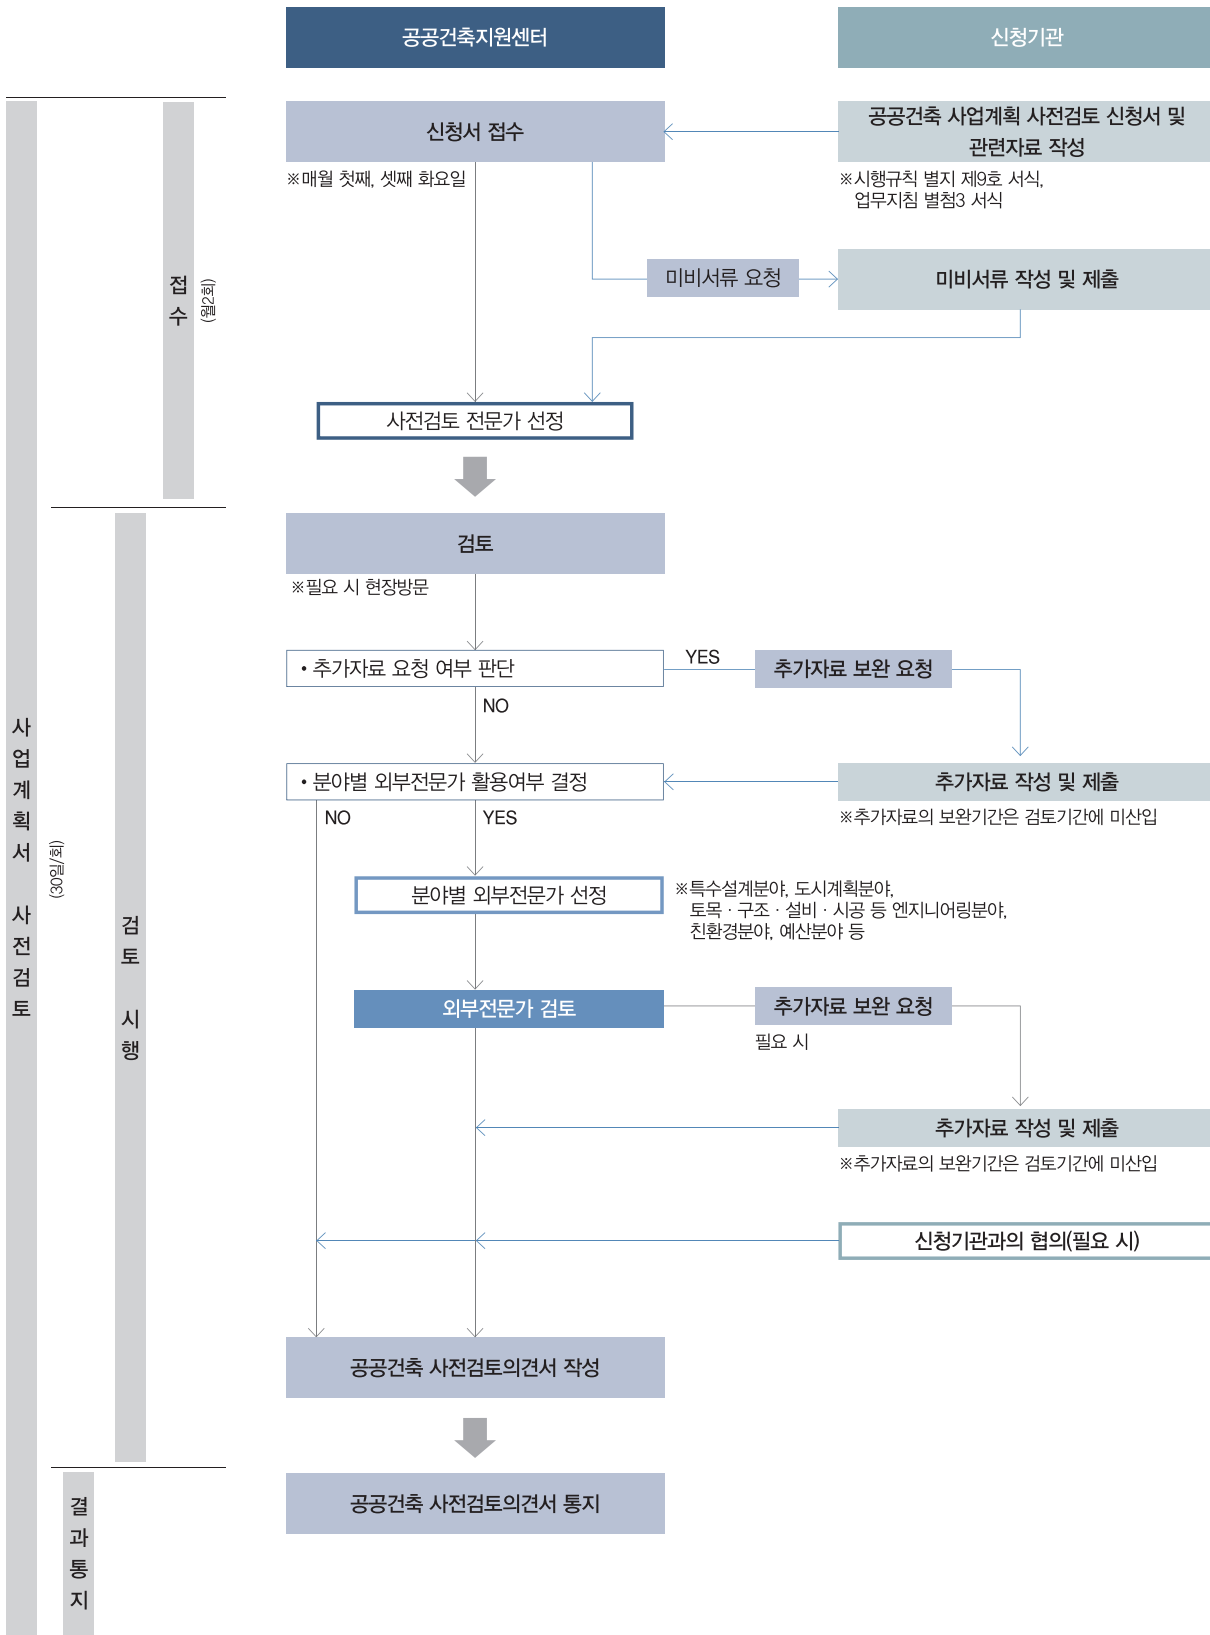 공공건축지원센터
신청기관
사업계획서 사전검토
(30일/회)
접수
(월2회)
신청서 접수
※매월 첫째, 셋째 화요일
공공건축 사업계획 사전검토 신청서 및
관련자료 작성
※시행규칙 별지 제9호 서식,
업무지침 별첨3 서식
미비서류 요청
미비서류 작성 및 제출
사전검토 전문가 선정
검토 시행
검토
※필요 시 현장방문
• 추가자료 요청 여부 판단
YES
추가자료 보완 요청
NO
• 분야별 외부전문가 활용여부 결정
추가자료 작성 및 제출
※추가자료의 보완기간은 검토기간에 미산입
NO
YES
분야별 외부전문가 선정
※특수설계분야, 도시계획분야,
토목 · 구조 · 설비 · 시공 등 엔지니어링분야,
친환경분야, 예산분야 등
외부전문가 검토
추가자료 보완 요청
필요 시
추가자료 작성 및 제출
※추가자료의 보완기간은 검토기간에 미산입
신청기관과의 협의(필요 시)
공공건축 사전검토의견서 작성
결과통지
공공건축 사전검토의견서 통지